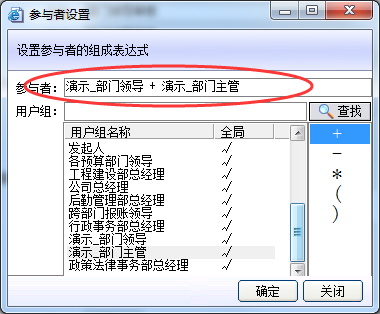 参与者设置
设置参与者的组成表达式
参与者: 演示_部门领导 + 演示_部门主管
用户组: 查找
用户组名称 全局 +
发起人 √ -
各预算部门领导 √ *
工程建设部总经理 √ (
公司总经理 √ )
后勤管理部总经理 √
跨部门报账领导 √
行政事务部总经理 √
演示_部门领导 √
演示_部门主管 √
政策法律事务部总经理 √
确定 关闭